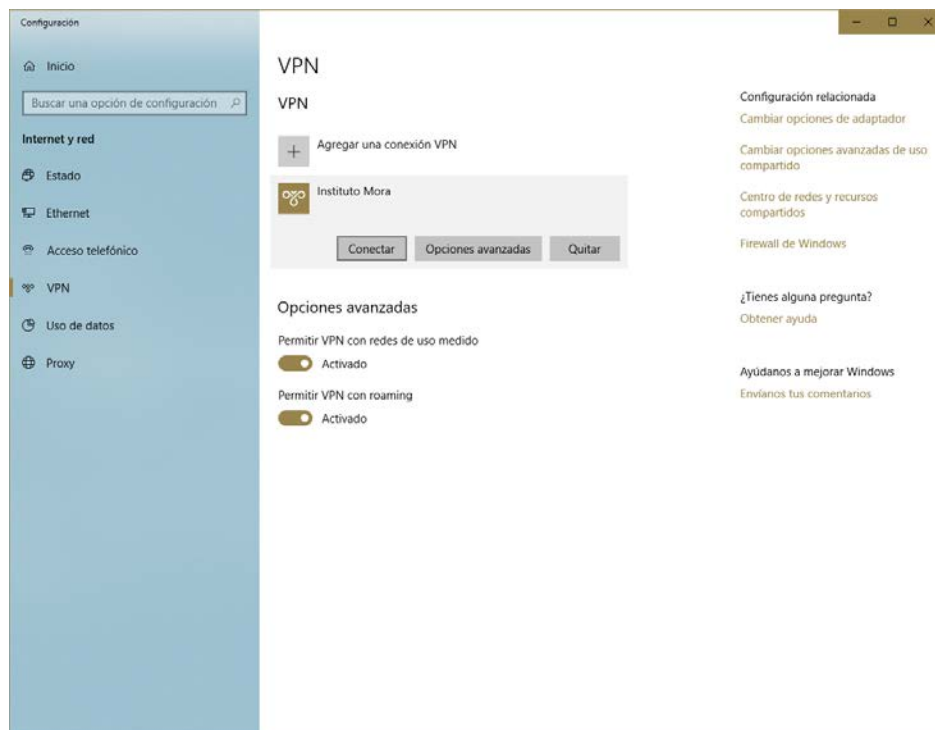 Configuración
Inicio
Buscar una opción de configuración
Internet y red
Estado
Ethernet
Acceso telefónico
VPN
Uso de datos
Proxy
VPN
VPN
Agregar una conexión VPN
Instituto Mora
Conectar
Opciones avanzadas
Quitar
Opciones avanzadas
Permitir VPN con redes de uso medido
Activado
Permitir VPN con roaming
Activado
Configuración relacionada
Cambiar opciones de adaptador
Cambiar opciones avanzadas de uso
compartido
Centro de redes y recursos
compartidos
Firewall de Windows
¿Tienes alguna pregunta?
Obtener ayuda
Ayúdanos a mejorar Windows
Envíanos tus comentarios